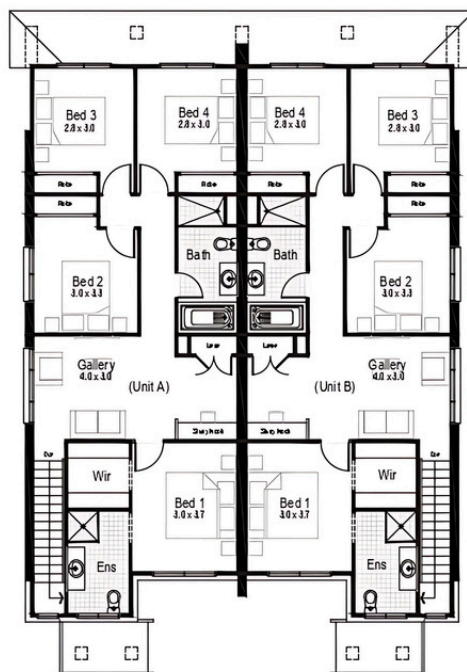 Bed 3
2.8 x 3.0
Bed 4
2.8 x 3.0
Bed 4
2.8 x 3.0
Bed 3
2.8 x 3.0
Robe
Robe
Robe
Robe
Robe
Robe
Bath
Bath
Bed 2
3.0 x 3.3
Bed 2
3.0 x 3.3
Gallery
4.0 x 3.0
(Unit A)
(Unit B)
Gallery
4.0 x 3.0
Wir
Bed 1
3.0 x 3.7
Bed 1
3.0 x 3.7
Wir
Ens
Ens